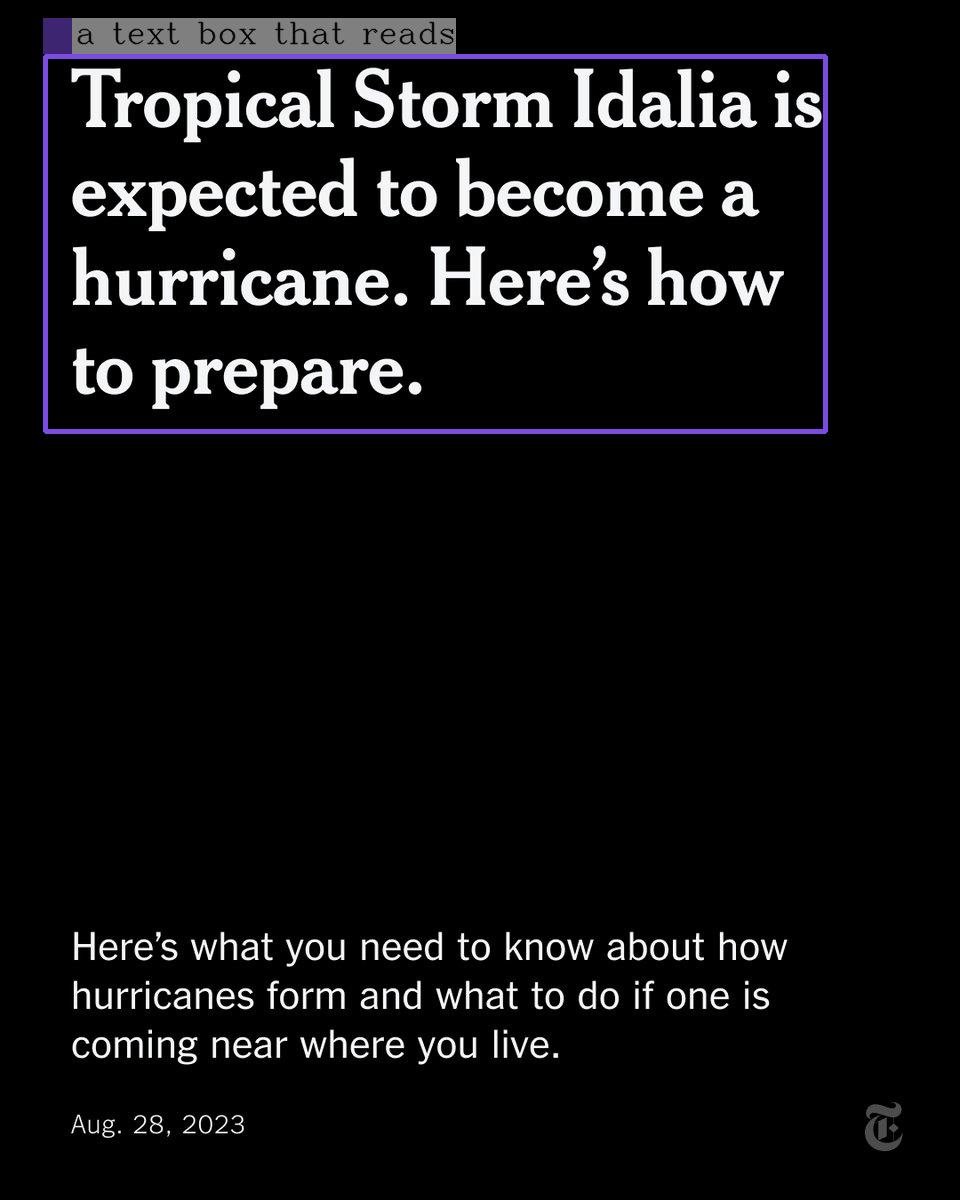 a text box that reads
Tropical Storm Idalia is
expected to become a
hurricane. Here’s how
to prepare.
Here’s what you need to know about how
hurricanes form and what to do if one is
coming near where you live.
Aug. 28, 2023
T